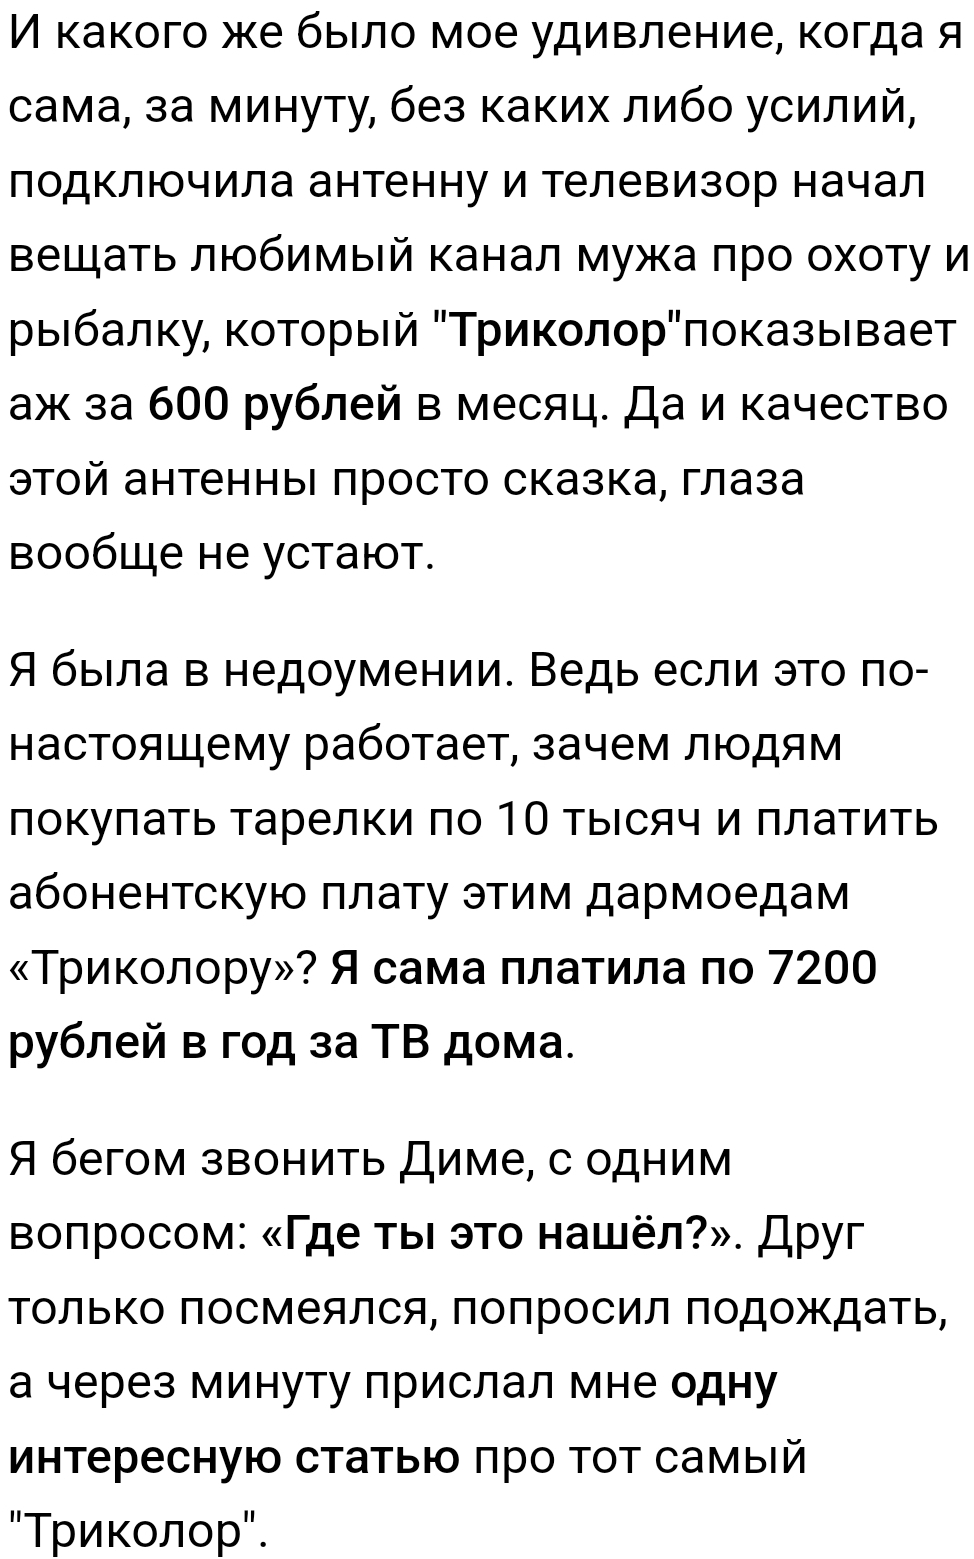 И какого же было мое удивление, когда я
сама, за минуту, без каких либо усилий,
подключила антенну и телевизор начал
вещать любимый канал мужа про охоту и
рыбалку, который "Триколор"показывает
аж за 600 рублей в месяц. Да и качество
этой антенны просто сказка, глаза
вообще не устают.
Я была в недоумении. Ведь если это по-
настоящему работает, зачем людям
покупать тарелки по 10 тысяч и платить
абонентскую плату этим дармоедам
«Триколору»? Я сама платила по 7200
рублей в год за ТВ дома.
Я бегом звонить Диме, с одним
вопросом: «Где ты это нашёл?». Друг
только посмеялся, попросил подождать,
а через минуту прислал мне одну
интересную статью про тот самый
"Триколор".